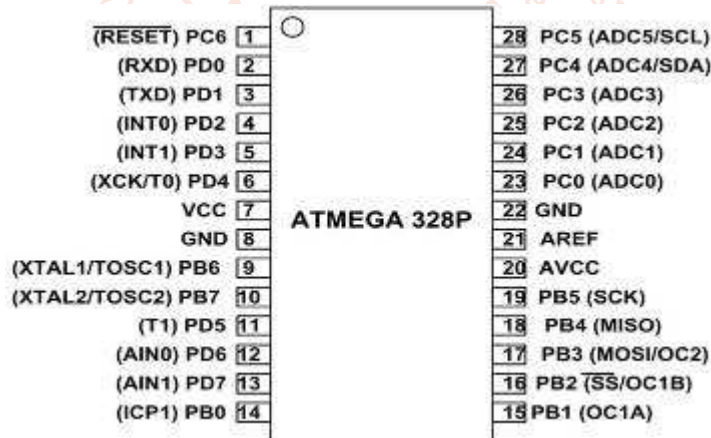 (RESET) PC6 1
(RXD) PD0 2
(TXD) PD1 3
(INT0) PD2 4
(INT1) PD3 5
(XCK/T0) PD4 6
VCC 7
GND 8
(XTAL1/TOSC1) PB6 9
(XTAL2/TOSC2) PB7 10
(T1) PD5 11
(AIN0) PD6 12
(AIN1) PD7 13
(ICP1) PB0 14
ATMEGA 328P
28 PC5 (ADC5/SCL)
27 PC4 (ADC4/SDA)
26 PC3 (ADC3)
25 PC2 (ADC2)
24 PC1 (ADC1)
23 PC0 (ADC0)
22 GND
21 AREF
20 AVCC
19 PB5 (SCK)
18 PB4 (MISO)
17 PB3 (MOSI/OC2)
16 PB2 (SS/OC1B)
15 PB1 (OC1A)